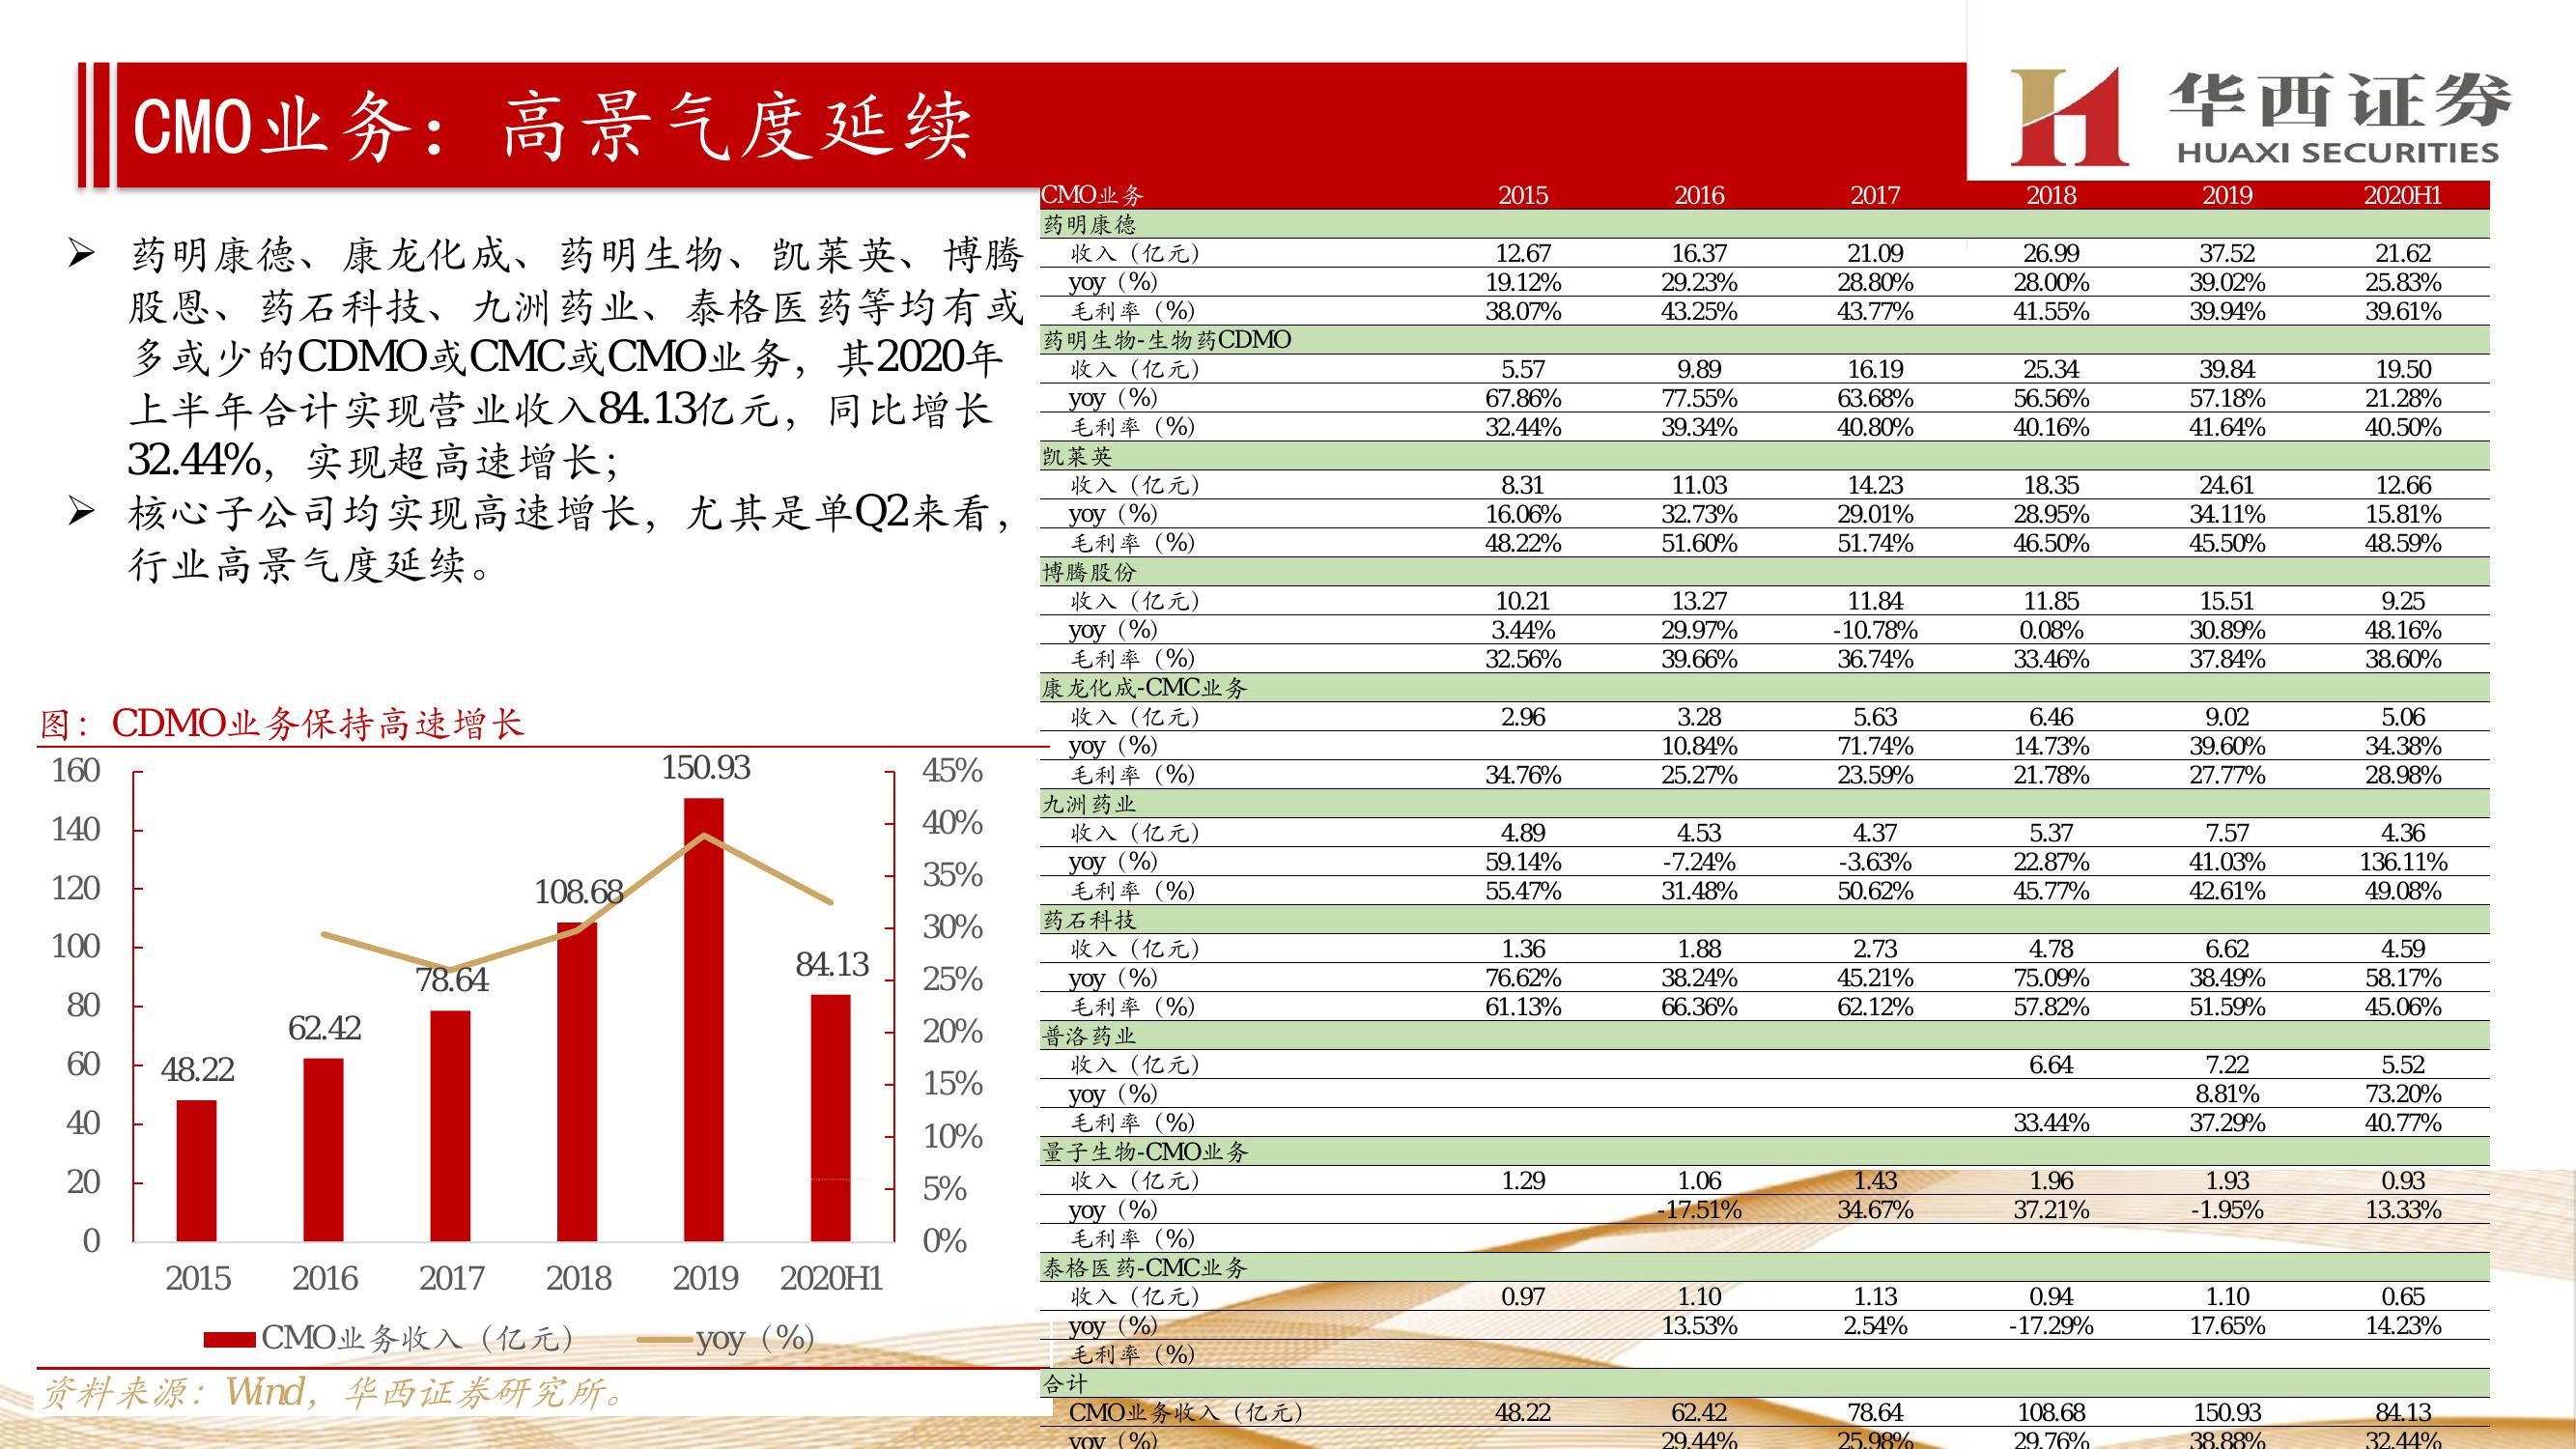 CMO业务：高景气度延续
华西证券
HUAXI SECURITIES
➢ 药明康德、康龙化成、药明生物、凯莱英、博腾
股恩、药石科技、九洲药业、泰格医药等均有或
多或少的CDMO或CMC或CMO业务，其2020年
上半年合计实现营业收入84.13亿元，同比增长
32.44%，实现超高速增长；
➢ 核心子公司均实现高速增长，尤其是单Q2来看，
行业高景气度延续。
图：CDMO业务保持高速增长
160
140
120
100
80
60
40
20
0
45%
40%
35%
30%
25%
20%
15%
10%
5%
0%
48.22
62.42
78.64
108.68
150.93
84.13
2015 2016 2017 2018 2019 2020H1
CMO业务收入（亿元） yoy（%）
资料来源：Wind，华西证券研究所。
CMO业务 2015 2016 2017 2018 2019 2020H1
药明康德
收入（亿元） 12.67 16.37 21.09 26.99 37.52 21.62
yoy（%） 19.12% 29.23% 28.80% 28.00% 39.02% 25.83%
毛利率（%） 38.07% 43.25% 43.77% 41.55% 39.94% 39.61%
药明生物-生物药CDMO
收入（亿元） 5.57 9.89 16.19 25.34 39.84 19.50
yoy（%） 67.86% 77.55% 63.68% 56.56% 57.18% 21.28%
毛利率（%） 32.44% 39.34% 40.80% 40.16% 41.64% 40.50%
凯莱英
收入（亿元） 8.31 11.03 14.23 18.35 24.61 12.66
yoy（%） 16.06% 32.73% 29.01% 28.95% 34.11% 15.81%
毛利率（%） 48.22% 51.60% 51.74% 46.50% 45.50% 48.59%
博腾股份
收入（亿元） 10.21 13.27 11.84 11.85 15.51 9.25
yoy（%） 3.44% 29.97% -10.78% 0.08% 30.89% 48.16%
毛利率（%） 32.56% 39.66% 36.74% 33.46% 37.84% 38.60%
康龙化成-CMC业务
收入（亿元） 2.96 3.28 5.63 6.46 9.02 5.06
yoy（%） 10.84% 71.74% 14.73% 39.60% 34.38%
毛利率（%） 34.76% 25.27% 23.59% 21.78% 27.77% 28.98%
九洲药业
收入（亿元） 4.89 4.53 4.37 5.37 7.57 4.36
yoy（%） 59.14% -7.24% -3.63% 22.87% 41.03% 136.11%
毛利率（%） 55.47% 31.48% 50.62% 45.77% 42.61% 49.08%
药石科技
收入（亿元） 1.36 1.88 2.73 4.78 6.62 4.59
yoy（%） 76.62% 38.24% 45.21% 75.09% 38.49% 58.17%
毛利率（%） 61.13% 66.36% 62.12% 57.82% 51.59% 45.06%
普洛药业
收入（亿元） 6.64 7.22 5.52
yoy（%） 8.81% 73.20%
毛利率（%） 33.44% 37.29% 40.77%
量子生物-CMO业务
收入（亿元） 1.29 1.06 1.43 1.96 1.93 0.93
yoy（%） -17.51% 34.67% 37.21% -1.95% 13.33%
毛利率（%）
泰格医药-CMC业务
收入（亿元） 0.97 1.10 1.13 0.94 1.10 0.65
yoy（%） 13.53% 2.54% -17.29% 17.65% 14.23%
毛利率（%）
合计
CMO业务收入（亿元） 48.22 62.42 78.64 108.68 150.93 84.13
yoy（%） 29.44% 25.98% 29.76% 38.88% 32.44%